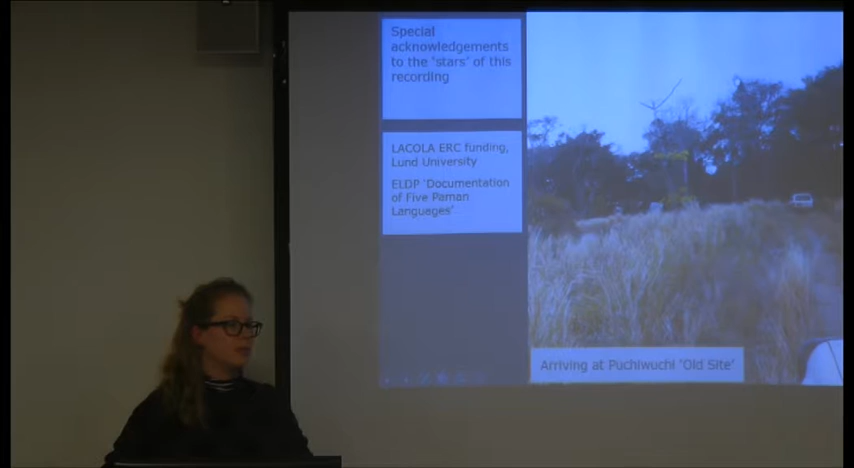 Special
acknowledgements
to the 'stars' of this
recording
LACOLA ERC funding,
Lund University
ELDP 'Documentation
of Five Paman
Languages'
Arriving at Puchiwuchi 'Old Site'